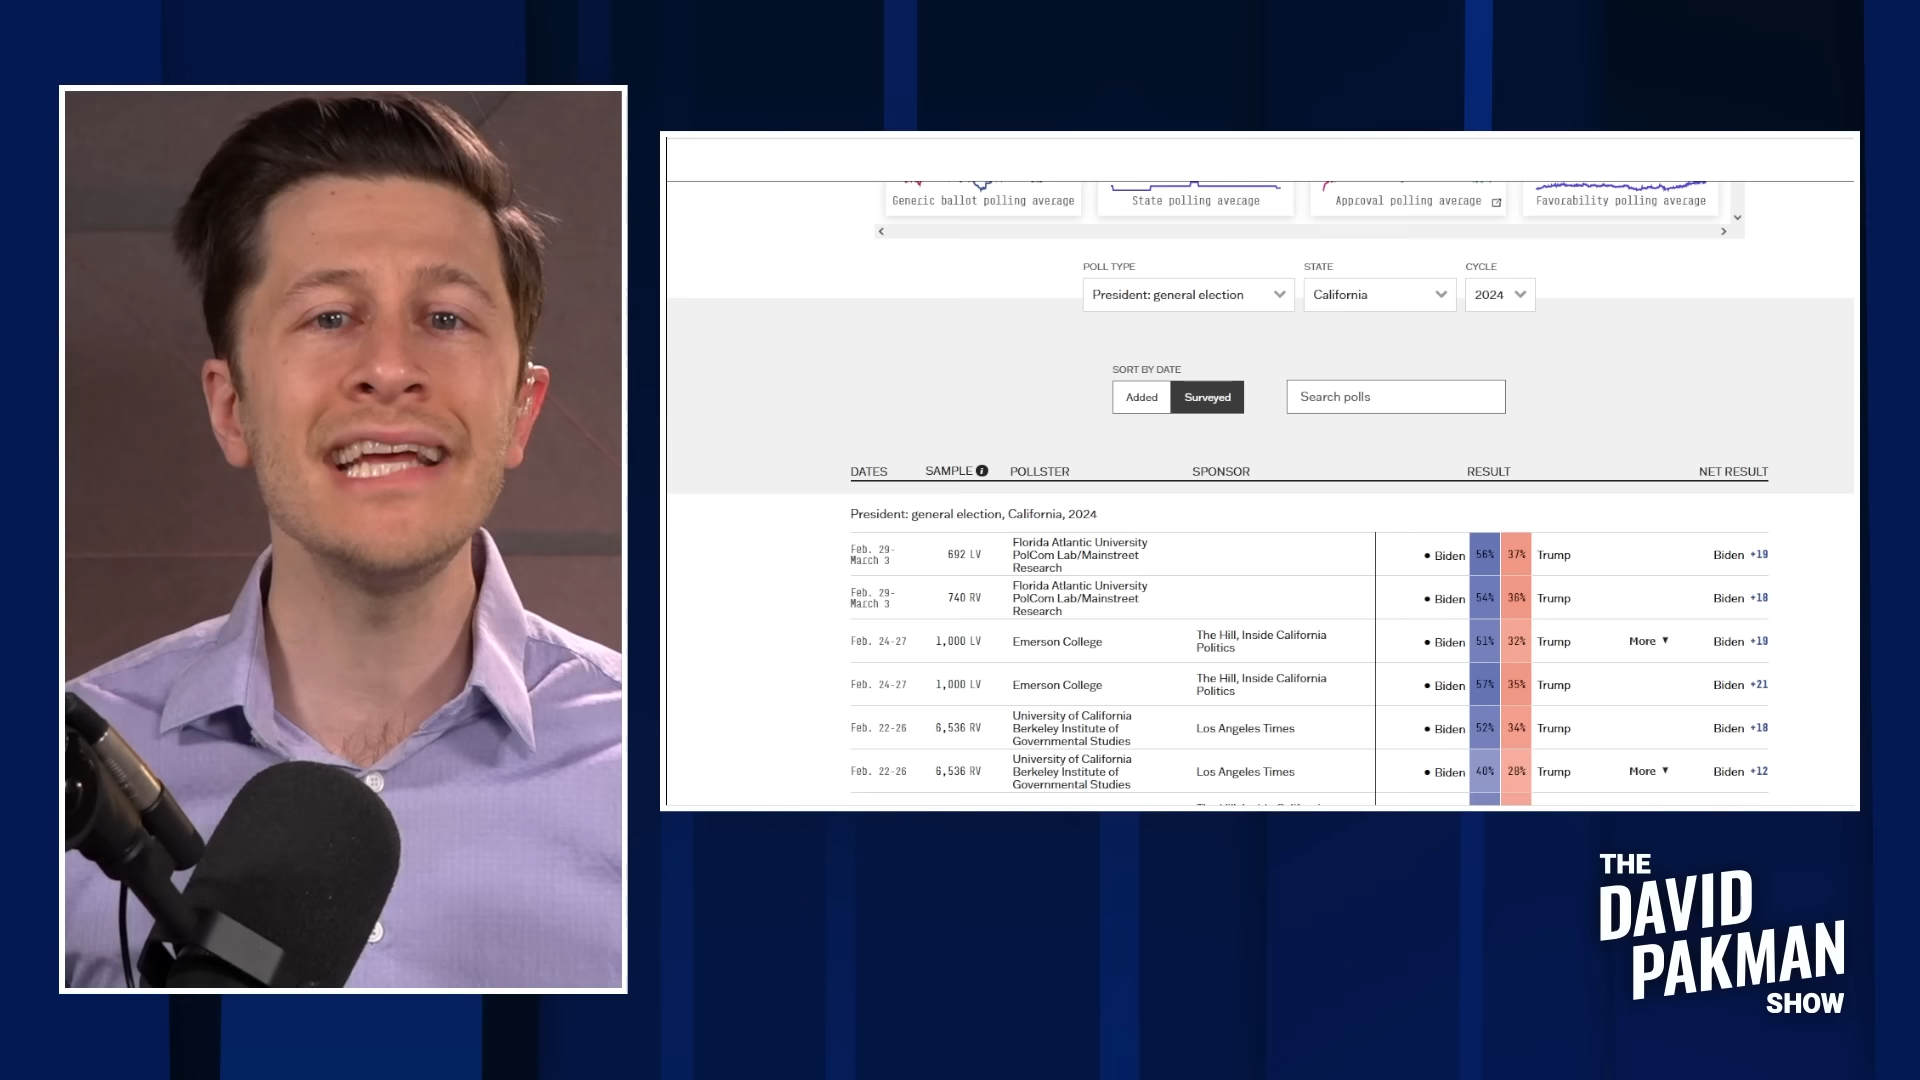 Generic ballot polling average
State polling average
Approval polling average
Favorability polling average
POLL TYPE STATE CYCLE
President: general election California 2024
SORT BY DATE
Added Surveyed Search polls
DATES SAMPLE POLLSTER SPONSOR RESULT NET RESULT
President: general election, California, 2024
Feb. 29-
March 3
692 LV
Florida Atlantic University
PolCom Lab/Mainstreet
Research
● Biden 56% 37% Trump Biden +19
Feb. 29-
March 3
740 RV
Florida Atlantic University
PolCom Lab/Mainstreet
Research
● Biden 54% 36% Trump Biden +18
Feb. 24-27 1,000 LV Emerson College
The Hill, Inside California
Politics
● Biden 51% 32% Trump More ▼ Biden +19
Feb. 24-27 1,000 LV Emerson College
The Hill, Inside California
Politics
● Biden 57% 35% Trump Biden +21
Feb. 22-26 6,536 RV
University of California
Berkeley Institute of
Governmental Studies
Los Angeles Times
● Biden 52% 34% Trump Biden +18
Feb. 22-26 6,536 RV
University of California
Berkeley Institute of
Governmental Studies
Los Angeles Times
● Biden 40% 28% Trump More ▼ Biden +12
THE
DAVID
PAKMAN
SHOW